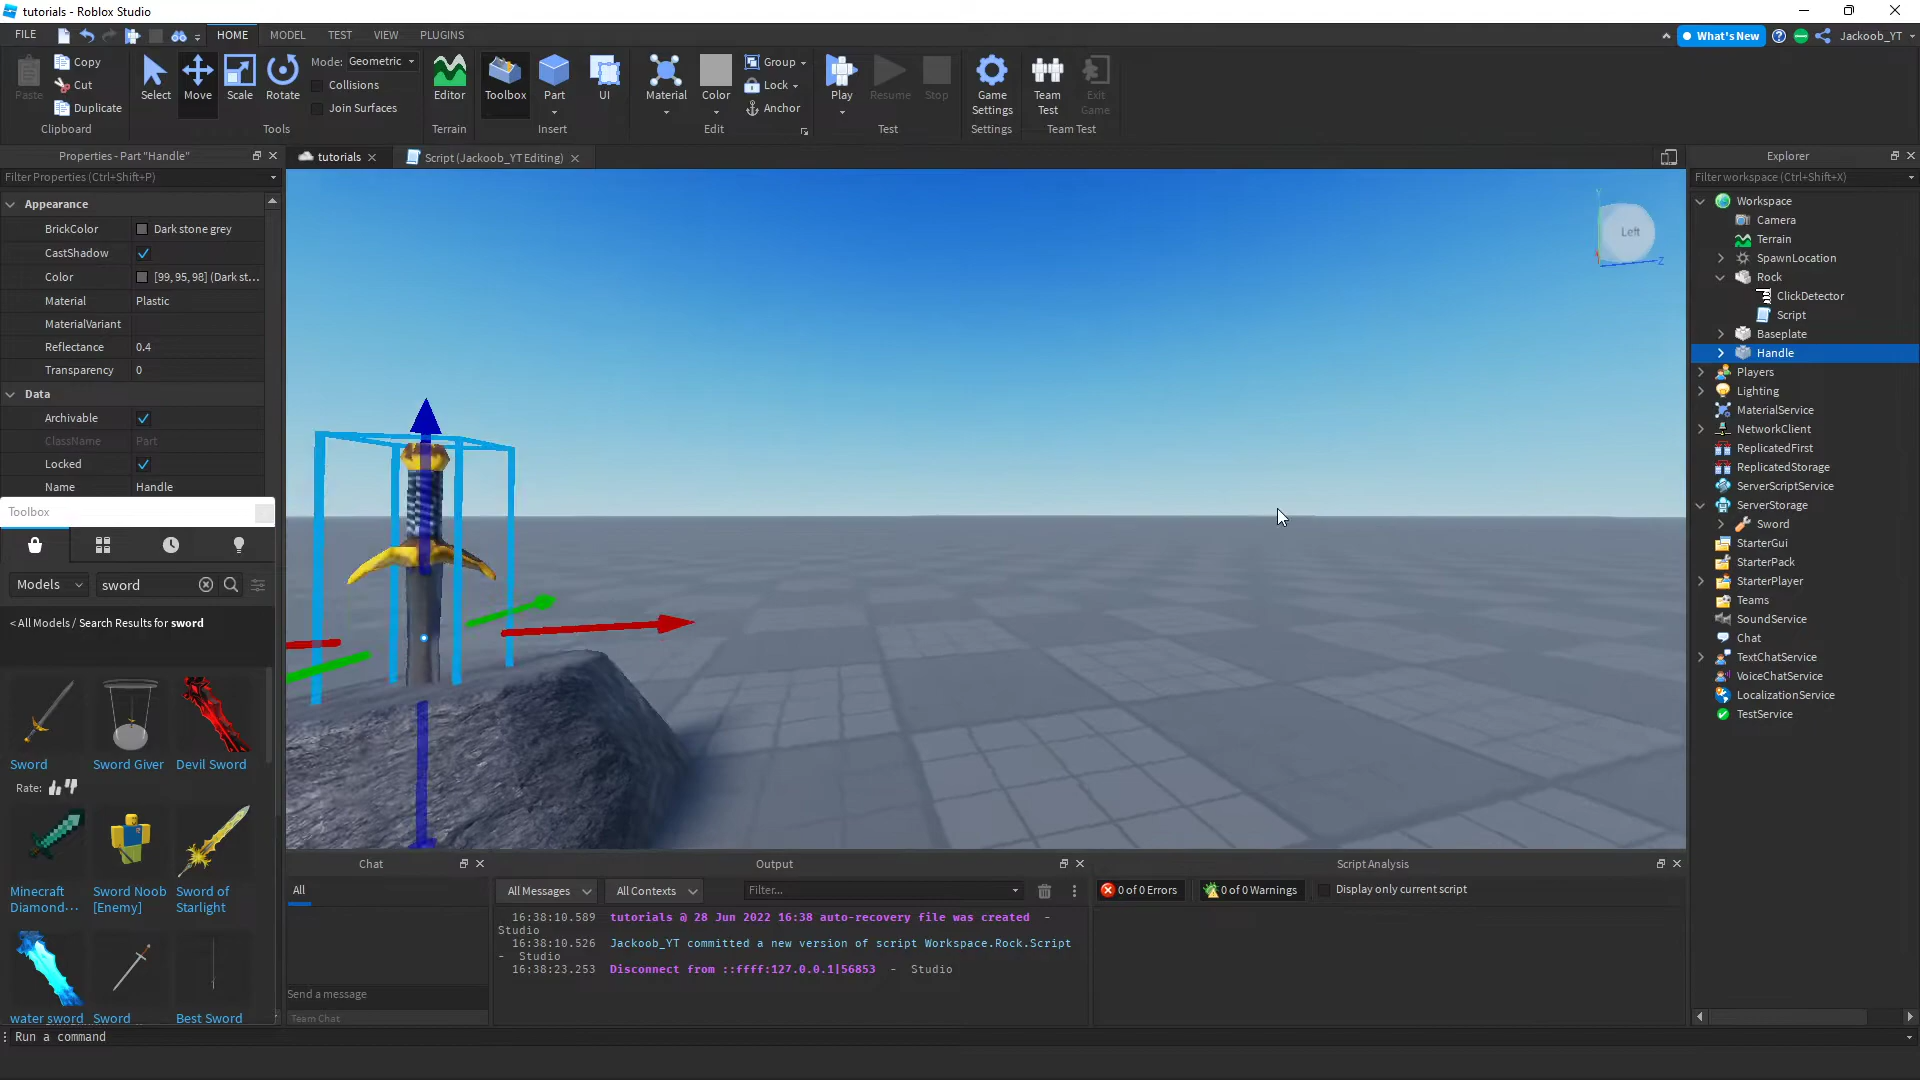 tutorials - Roblox Studio
FILE
HOME
MODEL
TEST
VIEW
PLUGINS
What's New
Jackoob_YT
Paste
Copy
Cut
Duplicate
Clipboard
Select
Move
Scale
Rotate
Mode: Geometric
Collisions
Join Surfaces
Tools
Editor
Terrain
Toolbox
Part
UI
Insert
Material
Color
Group
Lock
Anchor
Edit
Play
Resume
Stop
Test
Game
Settings
Settings
Team
Test
Exit
Game
Team Test
Properties - Part "Handle"
Filter Properties (Ctrl+Shift+P)
Appearance
BrickColor Dark stone grey
CastShadow
Color [99, 95, 98] (Dark st...
Material Plastic
MaterialVariant
Reflectance 0.4
Transparency 0
Data
Archivable
ClassName Part
Locked
Name Handle
Toolbox
Models sword
< All Models / Search Results for sword
Sword
Sword Giver
Devil Sword
Rate:
Minecraft
Diamond...
Sword Noob
[Enemy]
Sword of
Starlight
water sword
Sword
Best Sword
tutorials
Script (Jackoob_YT Editing)
Left
Z
Chat
All
Send a message
Team Chat
Output
All Messages
All Contexts
Filter...
16:38:10.589 tutorials @ 28 Jun 2022 16:38 auto-recovery file was created -
Studio
16:38:10.526 Jackoob_YT committed a new version of script Workspace.Rock.Script
- Studio
16:38:23.253 Disconnect from ::ffff:127.0.0.1|56853 - Studio
Script Analysis
0 of 0 Errors
0 of 0 Warnings
Display only current script
Explorer
Filter workspace (Ctrl+Shift+X)
Workspace
Camera
Terrain
SpawnLocation
Rock
ClickDetector
Script
Baseplate
Handle
Players
Lighting
MaterialService
NetworkClient
ReplicatedFirst
ReplicatedStorage
ServerScriptService
ServerStorage
Sword
StarterGui
StarterPack
StarterPlayer
Teams
SoundService
Chat
TextChatService
VoiceChatService
LocalizationService
TestService
Run a command